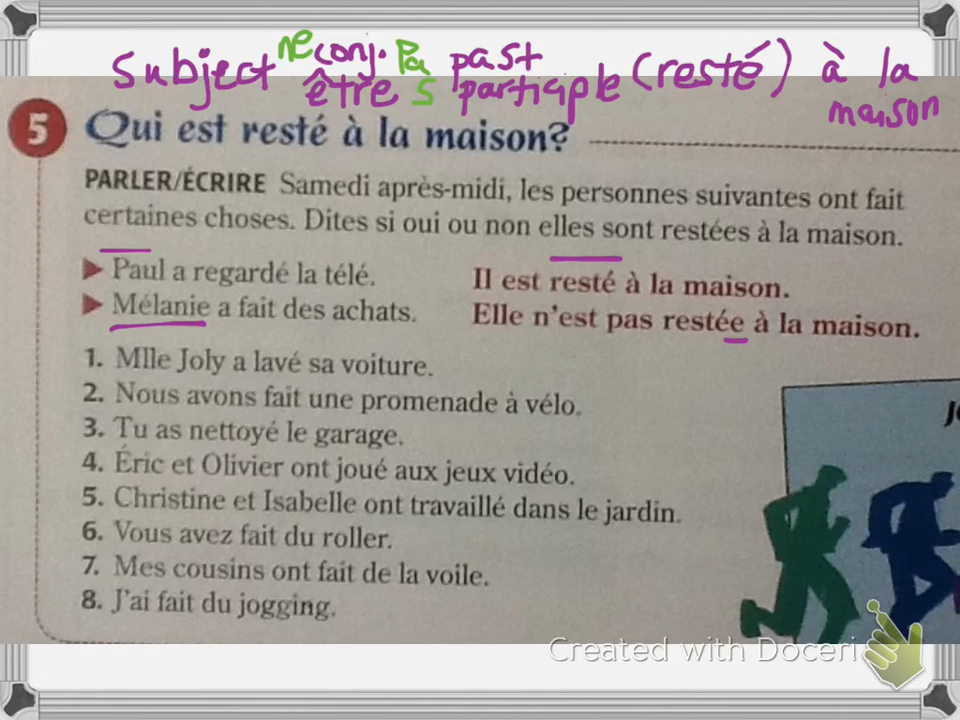 subject ne conj. pas past (resté) à la
être participle maison
5 Qui est resté à la maison?
PARLER/ÉCRIRE Samedi après-midi, les personnes suivantes ont fait
certaines choses. Dites si oui ou non elles sont restées à la maison.
Paul a regardé la télé. Il est resté à la maison.
Mélanie a fait des achats. Elle n'est pas restée à la maison.
1. Mlle Joly a lavé sa voiture.
2. Nous avons fait une promenade à vélo.
3. Tu as nettoyé le garage.
4. Éric et Olivier ont joué aux jeux vidéo.
5. Christine et Isabelle ont travaillé dans le jardin.
6. Vous avez fait du roller.
7. Mes cousins ont fait de la voile.
8. J'ai fait du jogging.
Created with Doceri